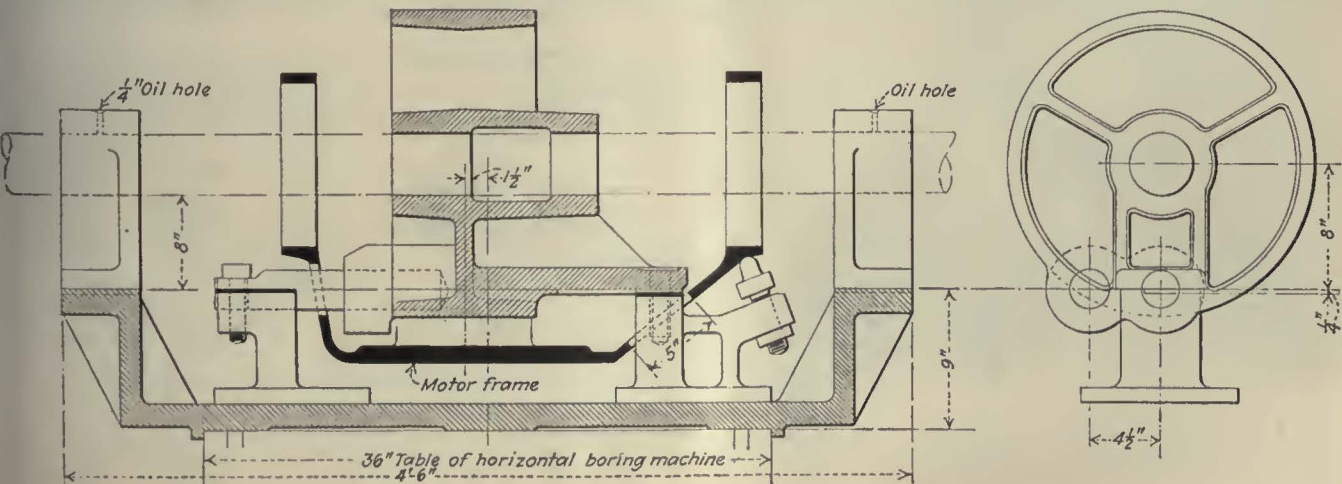 1/4" Oil hole
Oil hole
1 1/2"
8"
8"
1/4"
5"
9"
Motor frame
4 1/2"
36" Table of horizontal boring machine
4'-6"